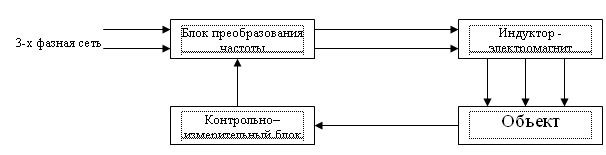 Блок преобразования
частоты
Индуктор -
электромагнит
3-х фазная сеть
Контрольно–
измерительный блок
Объект